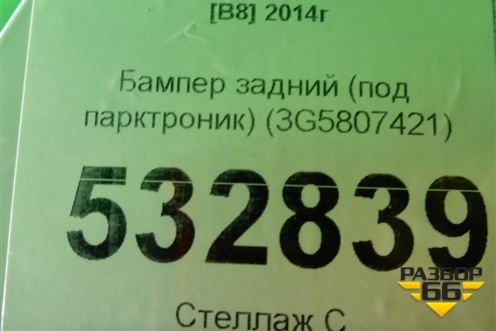 [B8] 2014г
Бампер задний (под
парктроник) (3G5807421)
532839
Стеллаж С
РАЗБОР
66